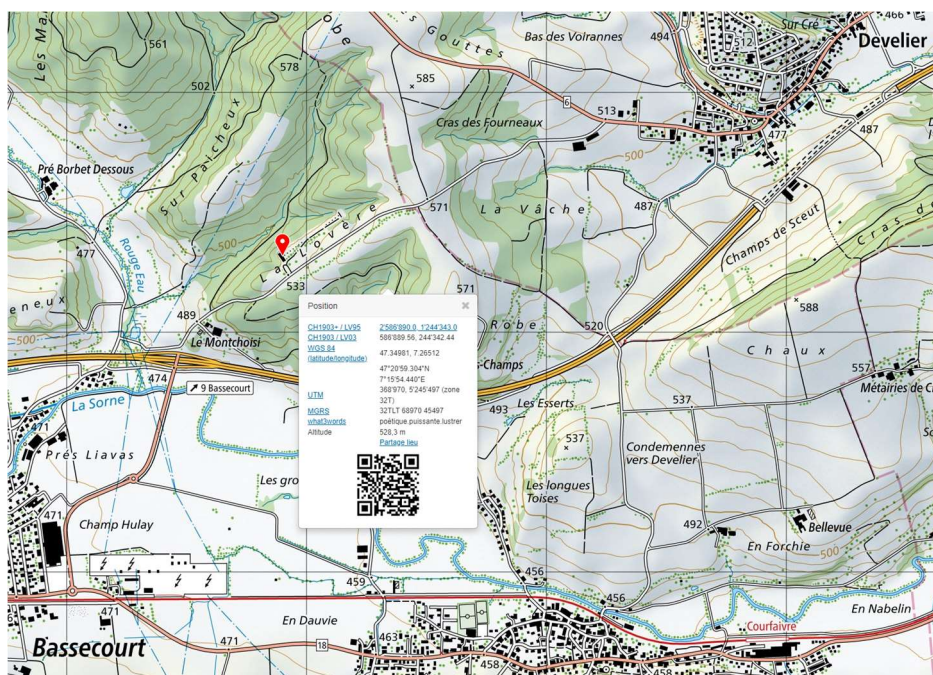 561
578
502
585
Gouttes
Bas des Voirannes
494
Sur Cré
512
466
Develier
6
513
Cras des Fourneaux
477
487
500
Pré Borbet Dessous
Sur Paicheux
500
477
Rouge Eau
La Lovère
571
La Vâche
487
Champs de Sceut
Cras d
533
571
588
489
Le Montchoisi
Robe
520
s-Champs
Chaux
557
Métairies de C
474
9 Bassecourt
La Sorne
471
Prés Liavas
Position
CH1903+ / LV95 2'586'890.0, 1'244'343.0
CH1903 / LV03 586'889.56, 244'342.44
WGS 84 47.34981, 7.26512
(latitude/longitude)
47°20'59.304"N
7°15'54.440"E
UTM 368'970, 5'245'497 (zone
32T)
MGRS 32TLT 68970 45497
what3words poétique.puissante.lustrer
Altitude 528,3 m
Partage lieu
493
Les Esserts
537
537
Condemennes
vers Develier
Les longues
Toises
Les gro
471
Champ Hulay
492
Bellevue
En Forchie
500
456
459
456
471
En Dauvie
En Nabelin
Courfaivre
Bassecourt
471
18
463
458
458